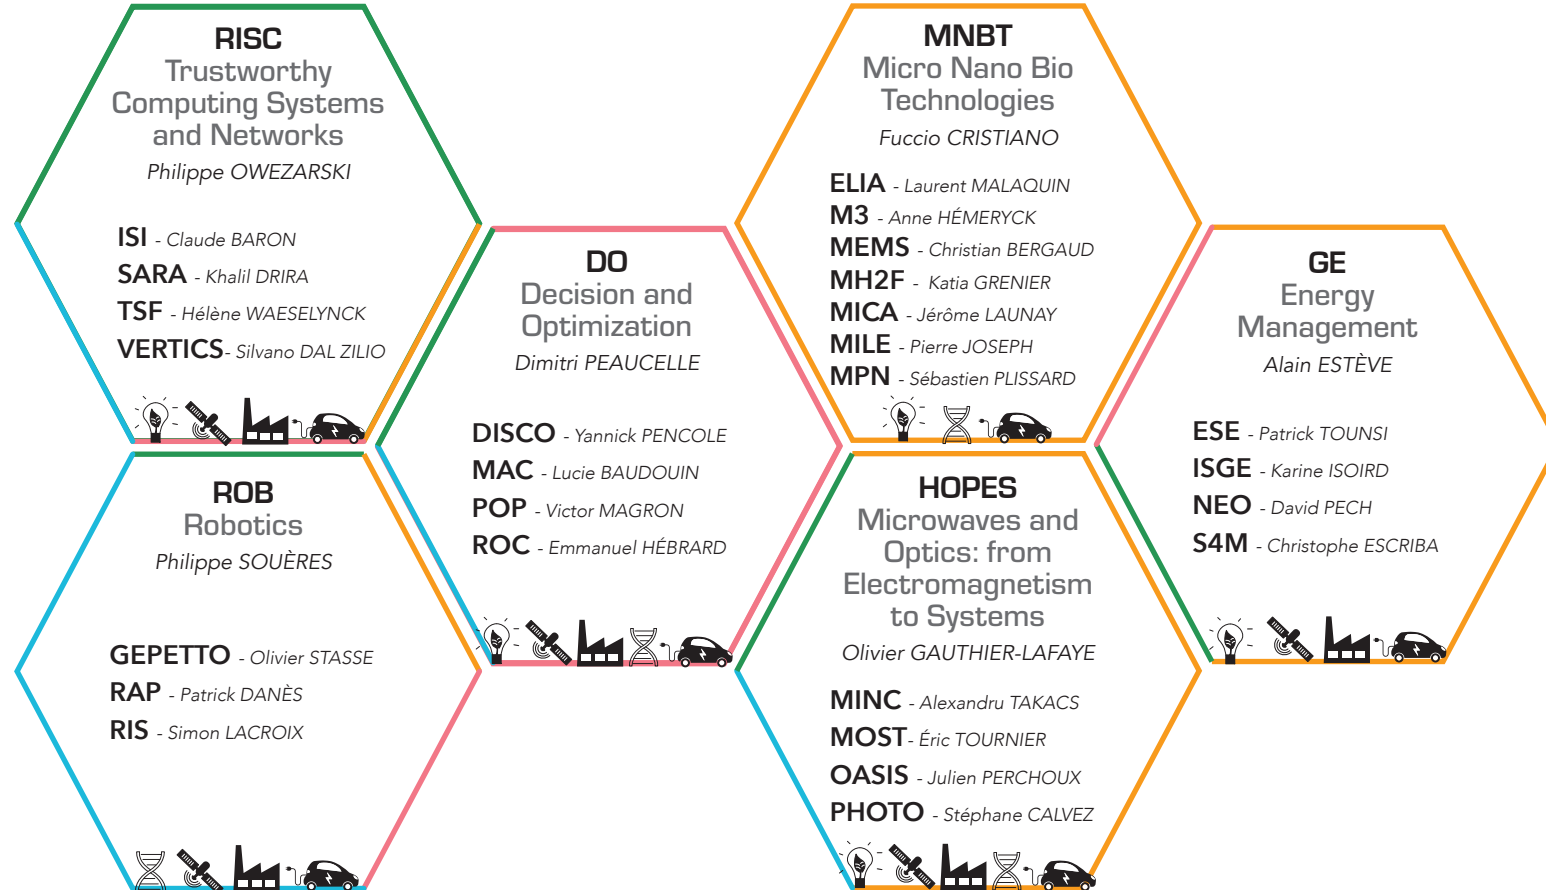 RISC
Trustworthy
Computing Systems
and Networks
Philippe OWEZARSKI
ISI - Claude BARON
SARA - Khalil DRIRA
TSF - Hélène WAESELYNCK
VERTICS- Silvano DAL ZILIO
ROB
Robotics
Philippe SOUÈRES
GEPETTO - Olivier STASSE
RAP - Patrick DANÈS
RIS - Simon LACROIX
DO
Decision and
Optimization
Dimitri PEAUCELLE
DISCO - Yannick PENCOLE
MAC - Lucie BAUDOUIN
POP - Victor MAGRON
ROC - Emmanuel HÉBRARD
MNBT
Micro Nano Bio
Technologies
Fuccio CRISTIANO
ELIA - Laurent MALAQUIN
M3 - Anne HÉMERYCK
MEMS - Christian BERGAUD
MH2F - Katia GRENIER
MICA - Jérôme LAUNAY
MILE - Pierre JOSEPH
MPN - Sébastien PLISSARD
HOPES
Microwaves and
Optics: from
Electromagnetism
to Systems
Olivier GAUTHIER-LAFAYE
MINC - Alexandru TAKACS
MOST- Éric TOURNIER
OASIS - Julien PERCHOUX
PHOTO - Stéphane CALVEZ
GE
Energy
Management
Alain ESTÈVE
ESE - Patrick TOUNSI
ISGE - Karine ISOIRD
NEO - David PECH
S4M - Christophe ESCRIBA